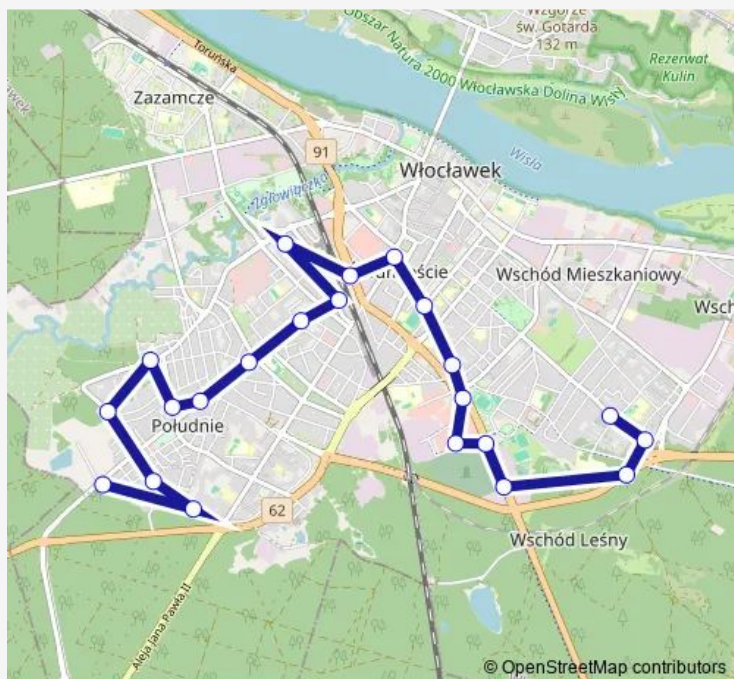 Wzgórze
św. Gotarda
132 m
Obszar Natura 2000 Włocławska Dolina Wisły
Rezerwat
Kulin
Toruńska
Zazamcze
91
Włocławek
Wisła
Zgłowiączka
Wschód Mieszkaniowy
Południe
62
Wschód Leśny
Aleja Jana Pawła II
© OpenStreetMap contributors